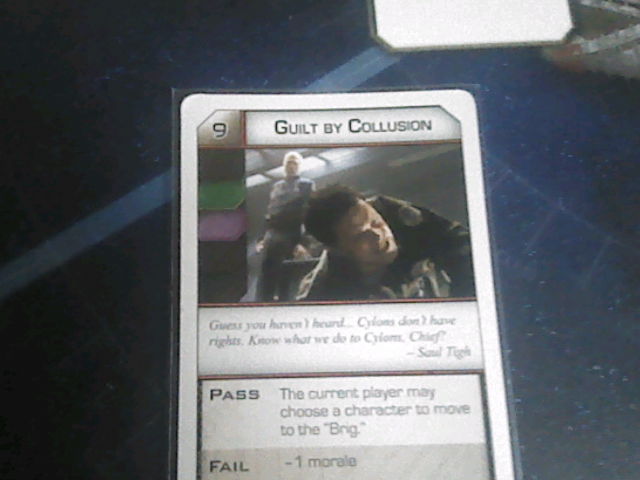 9 GUILT BY COLLUSION
Guess you haven't heard... Cylons don't have
rights. Know what we do to Cylons, Chief?
– Saul Tigh
PASS The current player may
choose a character to move
to the "Brig."
FAIL -1 morale